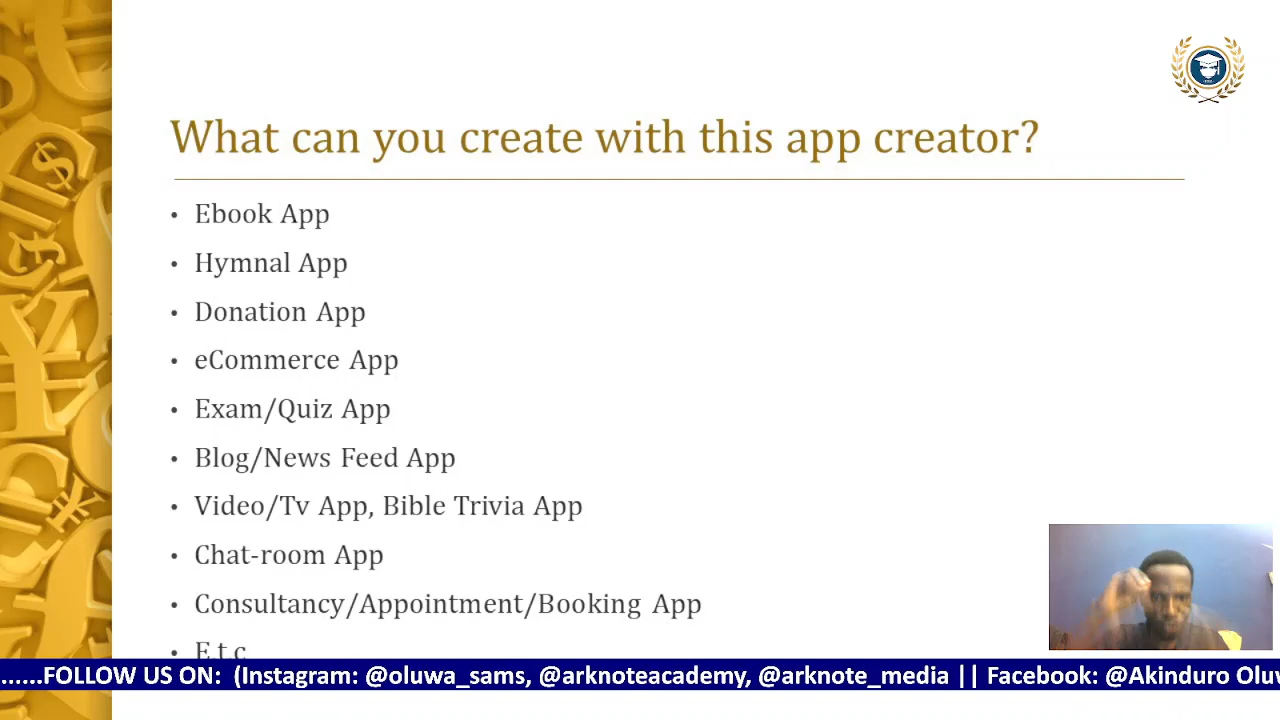 What can you create with this app creator?
• Ebook App
• Hymnal App
• Donation App
• eCommerce App
• Exam/Quiz App
• Blog/News Feed App
• Video/Tv App, Bible Trivia App
• Chat-room App
• Consultancy/Appointment/Booking App
• E.t.c
......FOLLOW US ON: (Instagram: @oluwa_sams, @arknoteacademy, @arknote_media || Facebook: @Akinduro